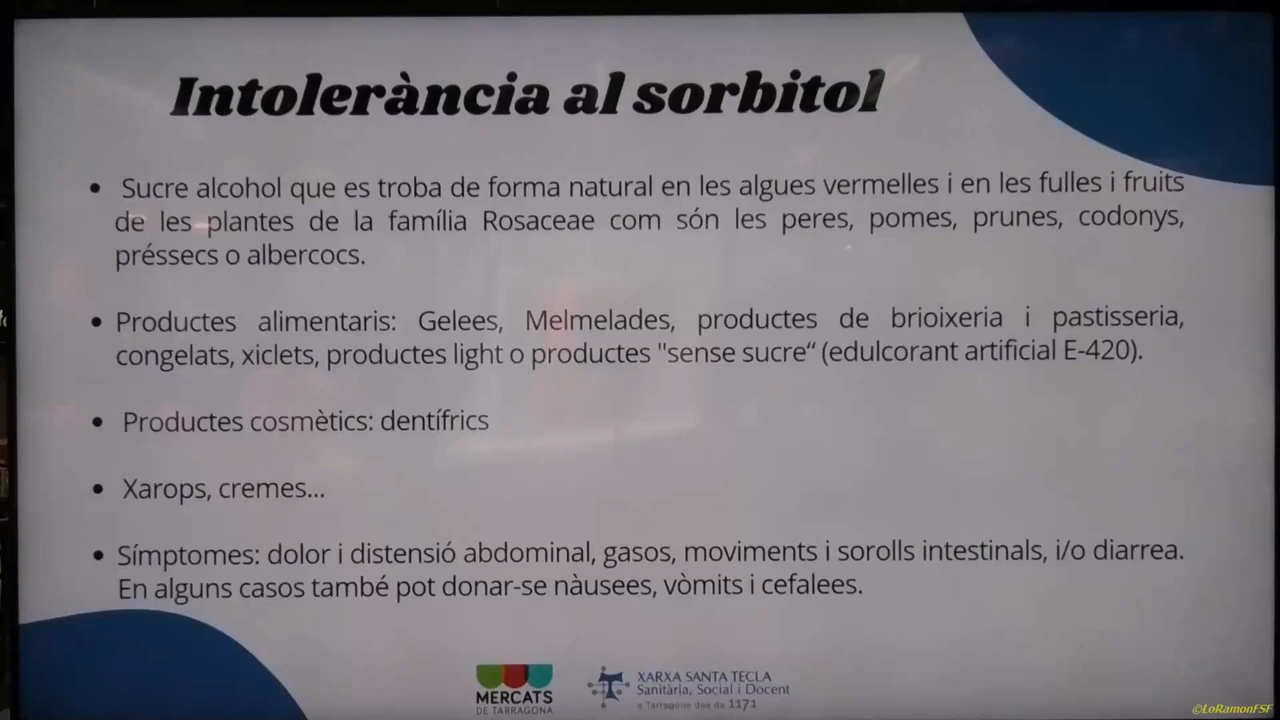 Intolerància al sorbitol
• Sucre alcohol que es troba de forma natural en les algues vermelles i en les fulles i fruits
de les plantes de la família Rosaceae com són les peres, pomes, prunes, codonys,
préssecs o albercocs.
• Productes alimentaris: Gelees, Melmelades, productes de brioixeria i pastisseria,
congelats, xiclets, productes light o productes "sense sucre“ (edulcorant artificial E-420).
• Productes cosmètics: dentífrics
• Xarops, cremes...
• Símptomes: dolor i distensió abdominal, gasos, moviments i sorolls intestinals, i/o diarrea.
En alguns casos també pot donar-se nàusees, vòmits i cefalees.
MERCATS
DE TARRAGONA
XARXA SANTA TECLA
Sanitària, Social i Docent
a Tarragona des de 1171
©LoRamonFSF